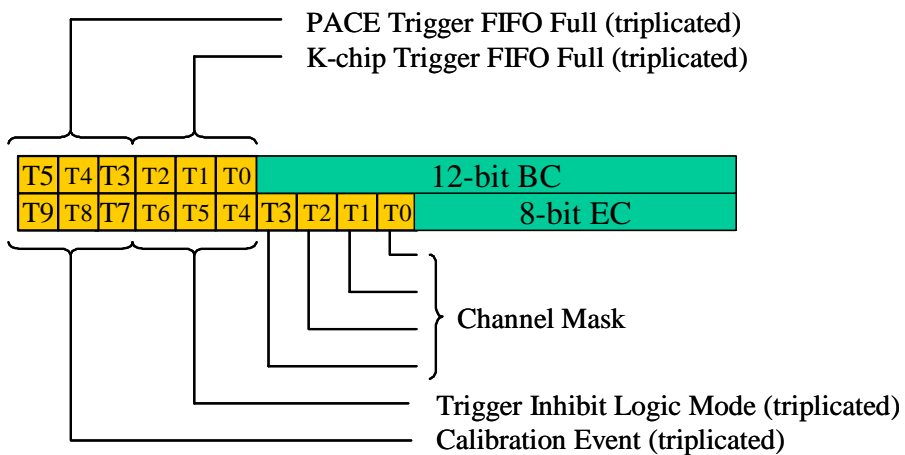 PACE Trigger FIFO Full (triplicated)
K-chip Trigger FIFO Full (triplicated)
T5 T4 T3 T2 T1 T0 12-bit BC
T9 T8 T7 T6 T5 T4 T3 T2 T1 T0 8-bit EC
Channel Mask
Trigger Inhibit Logic Mode (triplicated)
Calibration Event (triplicated)